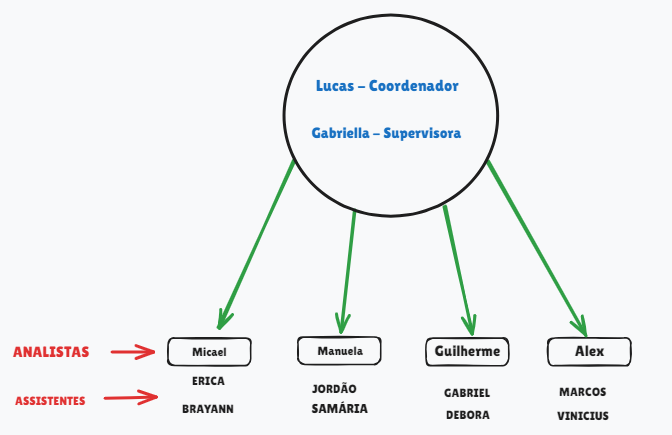 Lucas – Coordenador
Gabriella – Supervisora
ANALISTAS
Micael
Manuela
Guilherme
Alex
ASSISTENTES
ERICA
JORDÃO
GABRIEL
MARCOS
BRAYANN
SAMÁRIA
DEBORA
VINICIUS